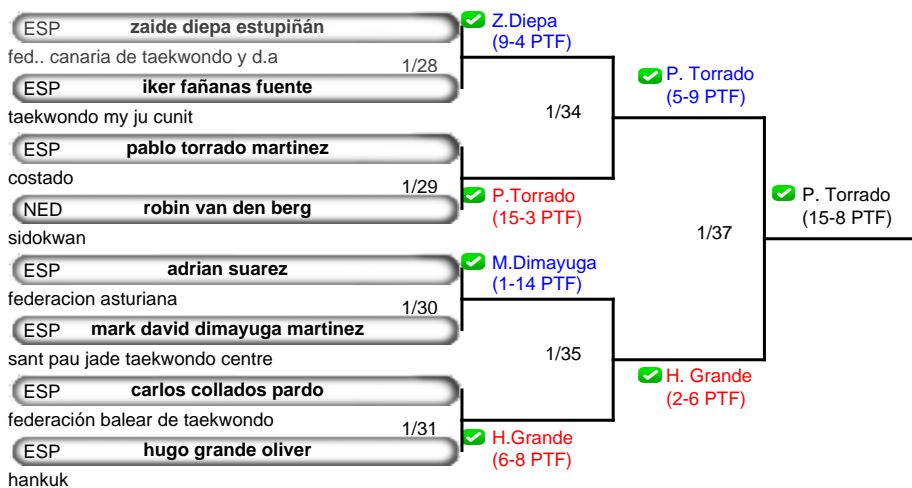 ESP zaide diepa estupiñán
fed.. canaria de taekwondo y d.a
1/28
ESP iker fañanas fuente
taekwondo my ju cunit
ESP pablo torrado martinez
costado
1/29
NED robin van den berg
sidokwan
ESP adrian suarez
federacion asturiana
1/30
ESP mark david dimayuga martinez
sant pau jade taekwondo centre
ESP carlos collados pardo
federación balear de taekwondo
1/31
ESP hugo grande oliver
hankuk
Z.Diepa
(9-4 PTF)
1/34
P.Torrado
(15-3 PTF)
M.Dimayuga
(1-14 PTF)
1/35
H.Grande
(6-8 PTF)
P. Torrado
(5-9 PTF)
1/37
H. Grande
(2-6 PTF)
P. Torrado
(15-8 PTF)